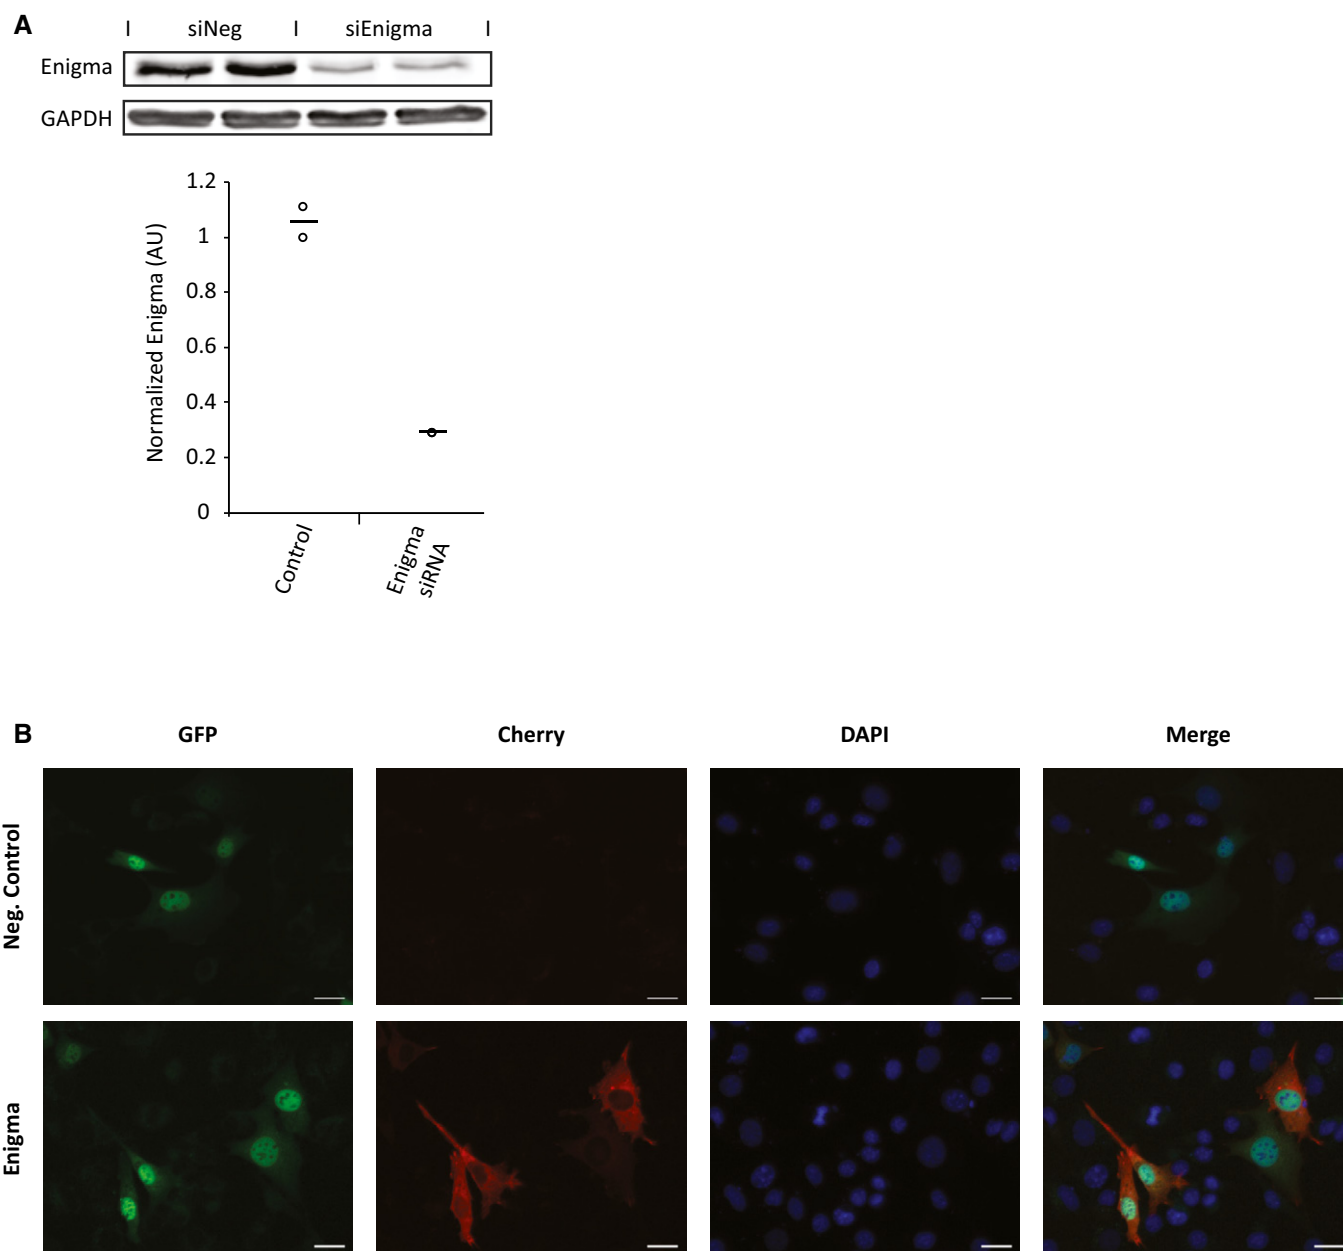 A
I siNeg I siEnigma I
Enigma
GAPDH
1.2
1
0.8
0.6
0.4
0.2
0
Normalized Enigma (AU)
Control
Enigma
siRNA
B
GFP Cherry DAPI Merge
Neg. Control
Enigma